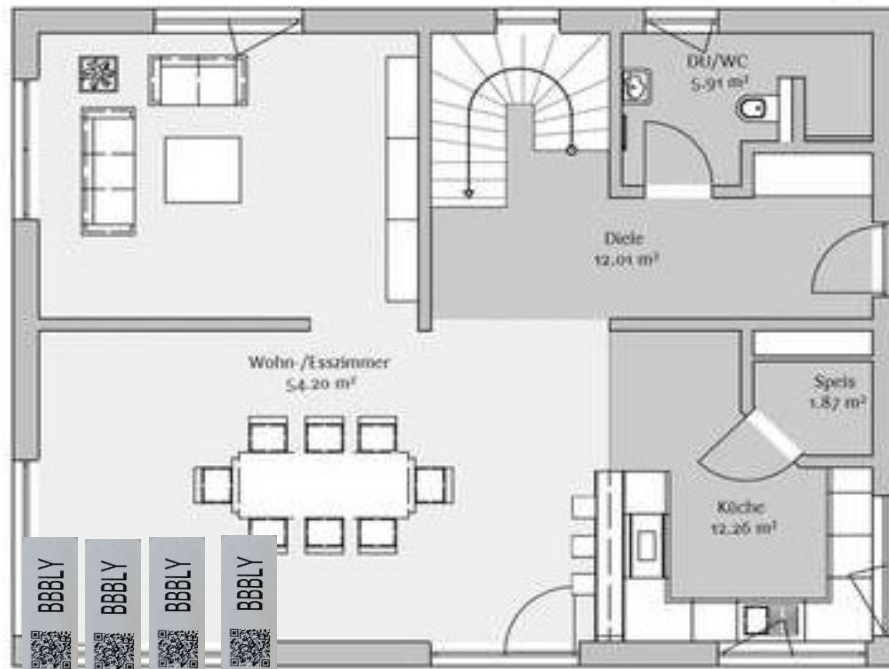 DU/WC
5.91 m²
Diele
12.01 m²
Wohn-/Esszimmer
54.20 m²
Speis
1.87 m²
Küche
12.26 m²
BBBLY
BBBLY
BBBLY
BBBLY